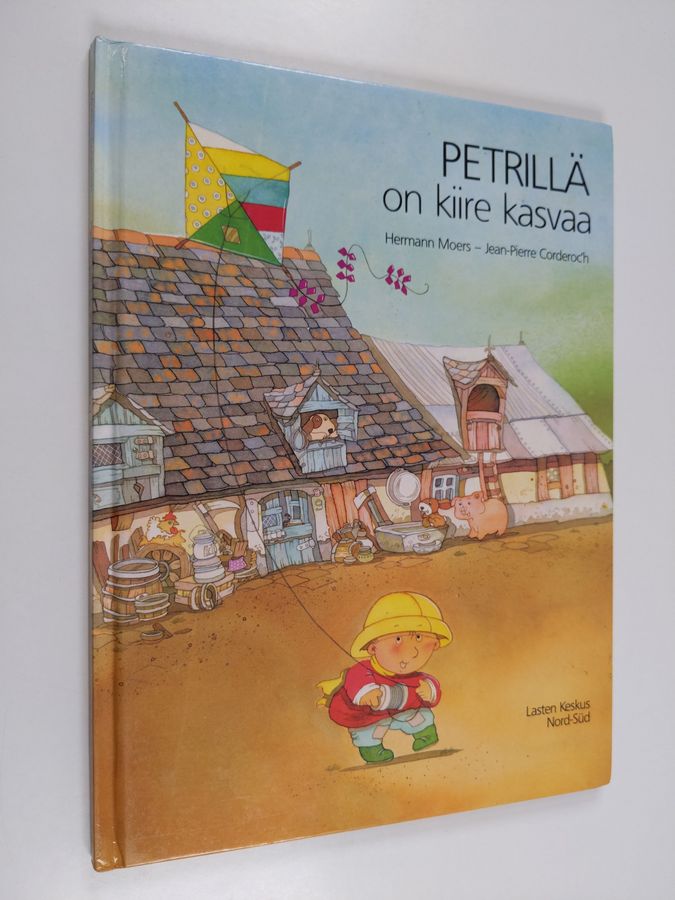 PETRILLÄ
on kiire kasvaa
Hermann Moers – Jean-Pierre Corderoc'h
Lasten Keskus
Nord-Süd